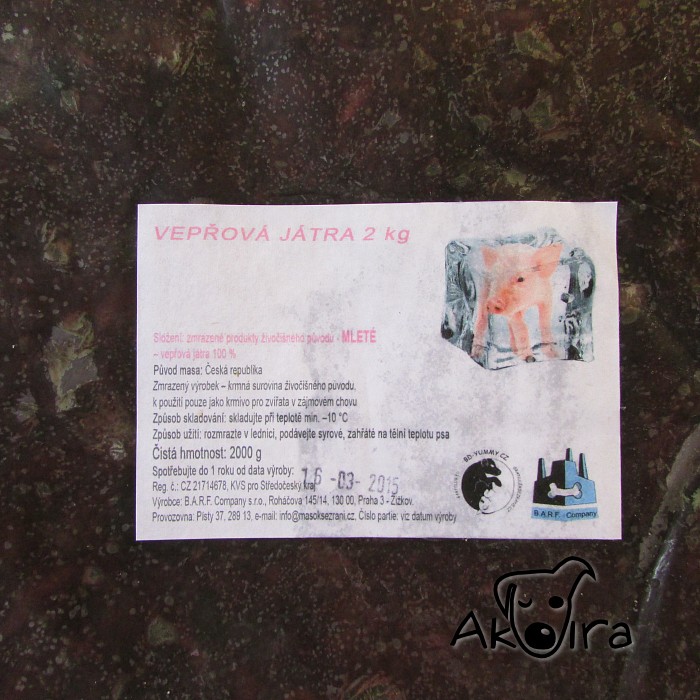 VEPŘOVÁ JÁTRA 2 kg
Složení: zmrazené produkty živočišného původu - MLETÉ
– vepřová játra 100 %
Původ masa: Česká republika
Zmrazený výrobek – krmná surovina živočišného původu,
k použití pouze jako krmivo pro zvířata v zájmovém chovu
Způsob skladování: skladujte při teplotě min. –10 °C
Způsob užití: rozmrazte v lednici, podávejte syrové, zahřáté na tělní teplotu psa
Čistá hmotnost: 2000 g
Spotřebujte do 1 roku od data výroby: 16 -03- 2015
Reg. č.: CZ 21714678, KVS pro Středočeský kraj
Výrobce: B.A.R.F. Company s.r.o., Roháčova 145/14, 130 00, Praha 3 - Žižkov.
Provozovna: Písty 37, 289 13, e-mail: info@masoksezrani.cz, Číslo partie: viz datum výroby
BD-YUMMY.CZ
B.A.R.F. - Company
Akoira